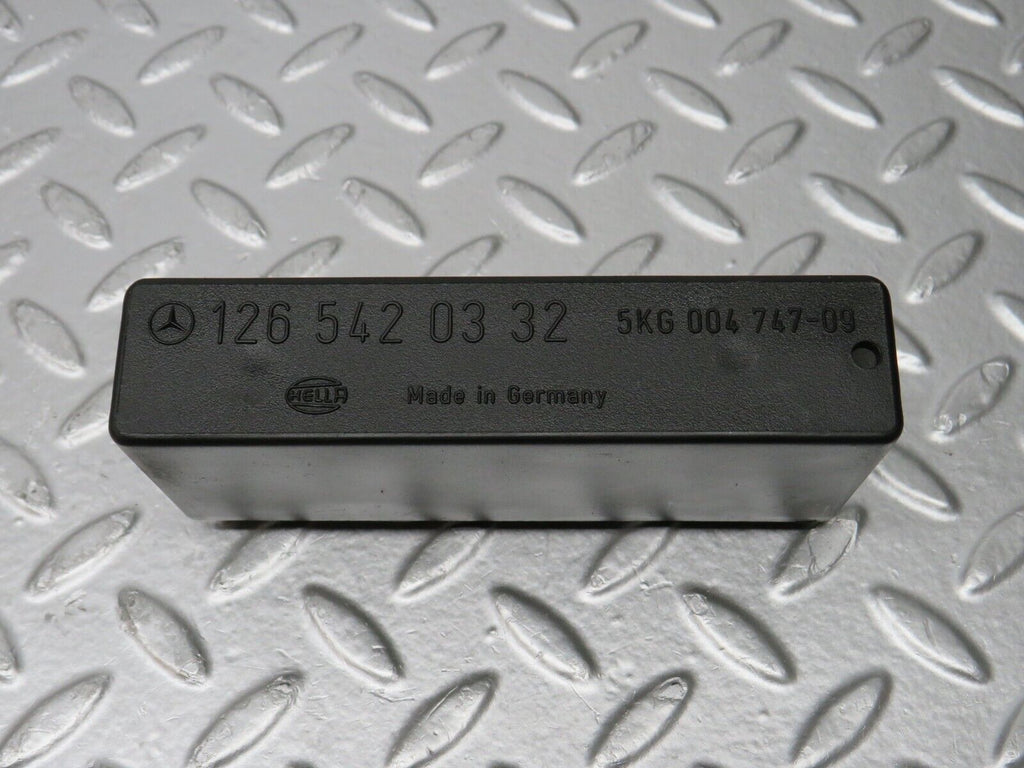 126 542 03 32 5KG 004 747-09
HELLA Made in Germany